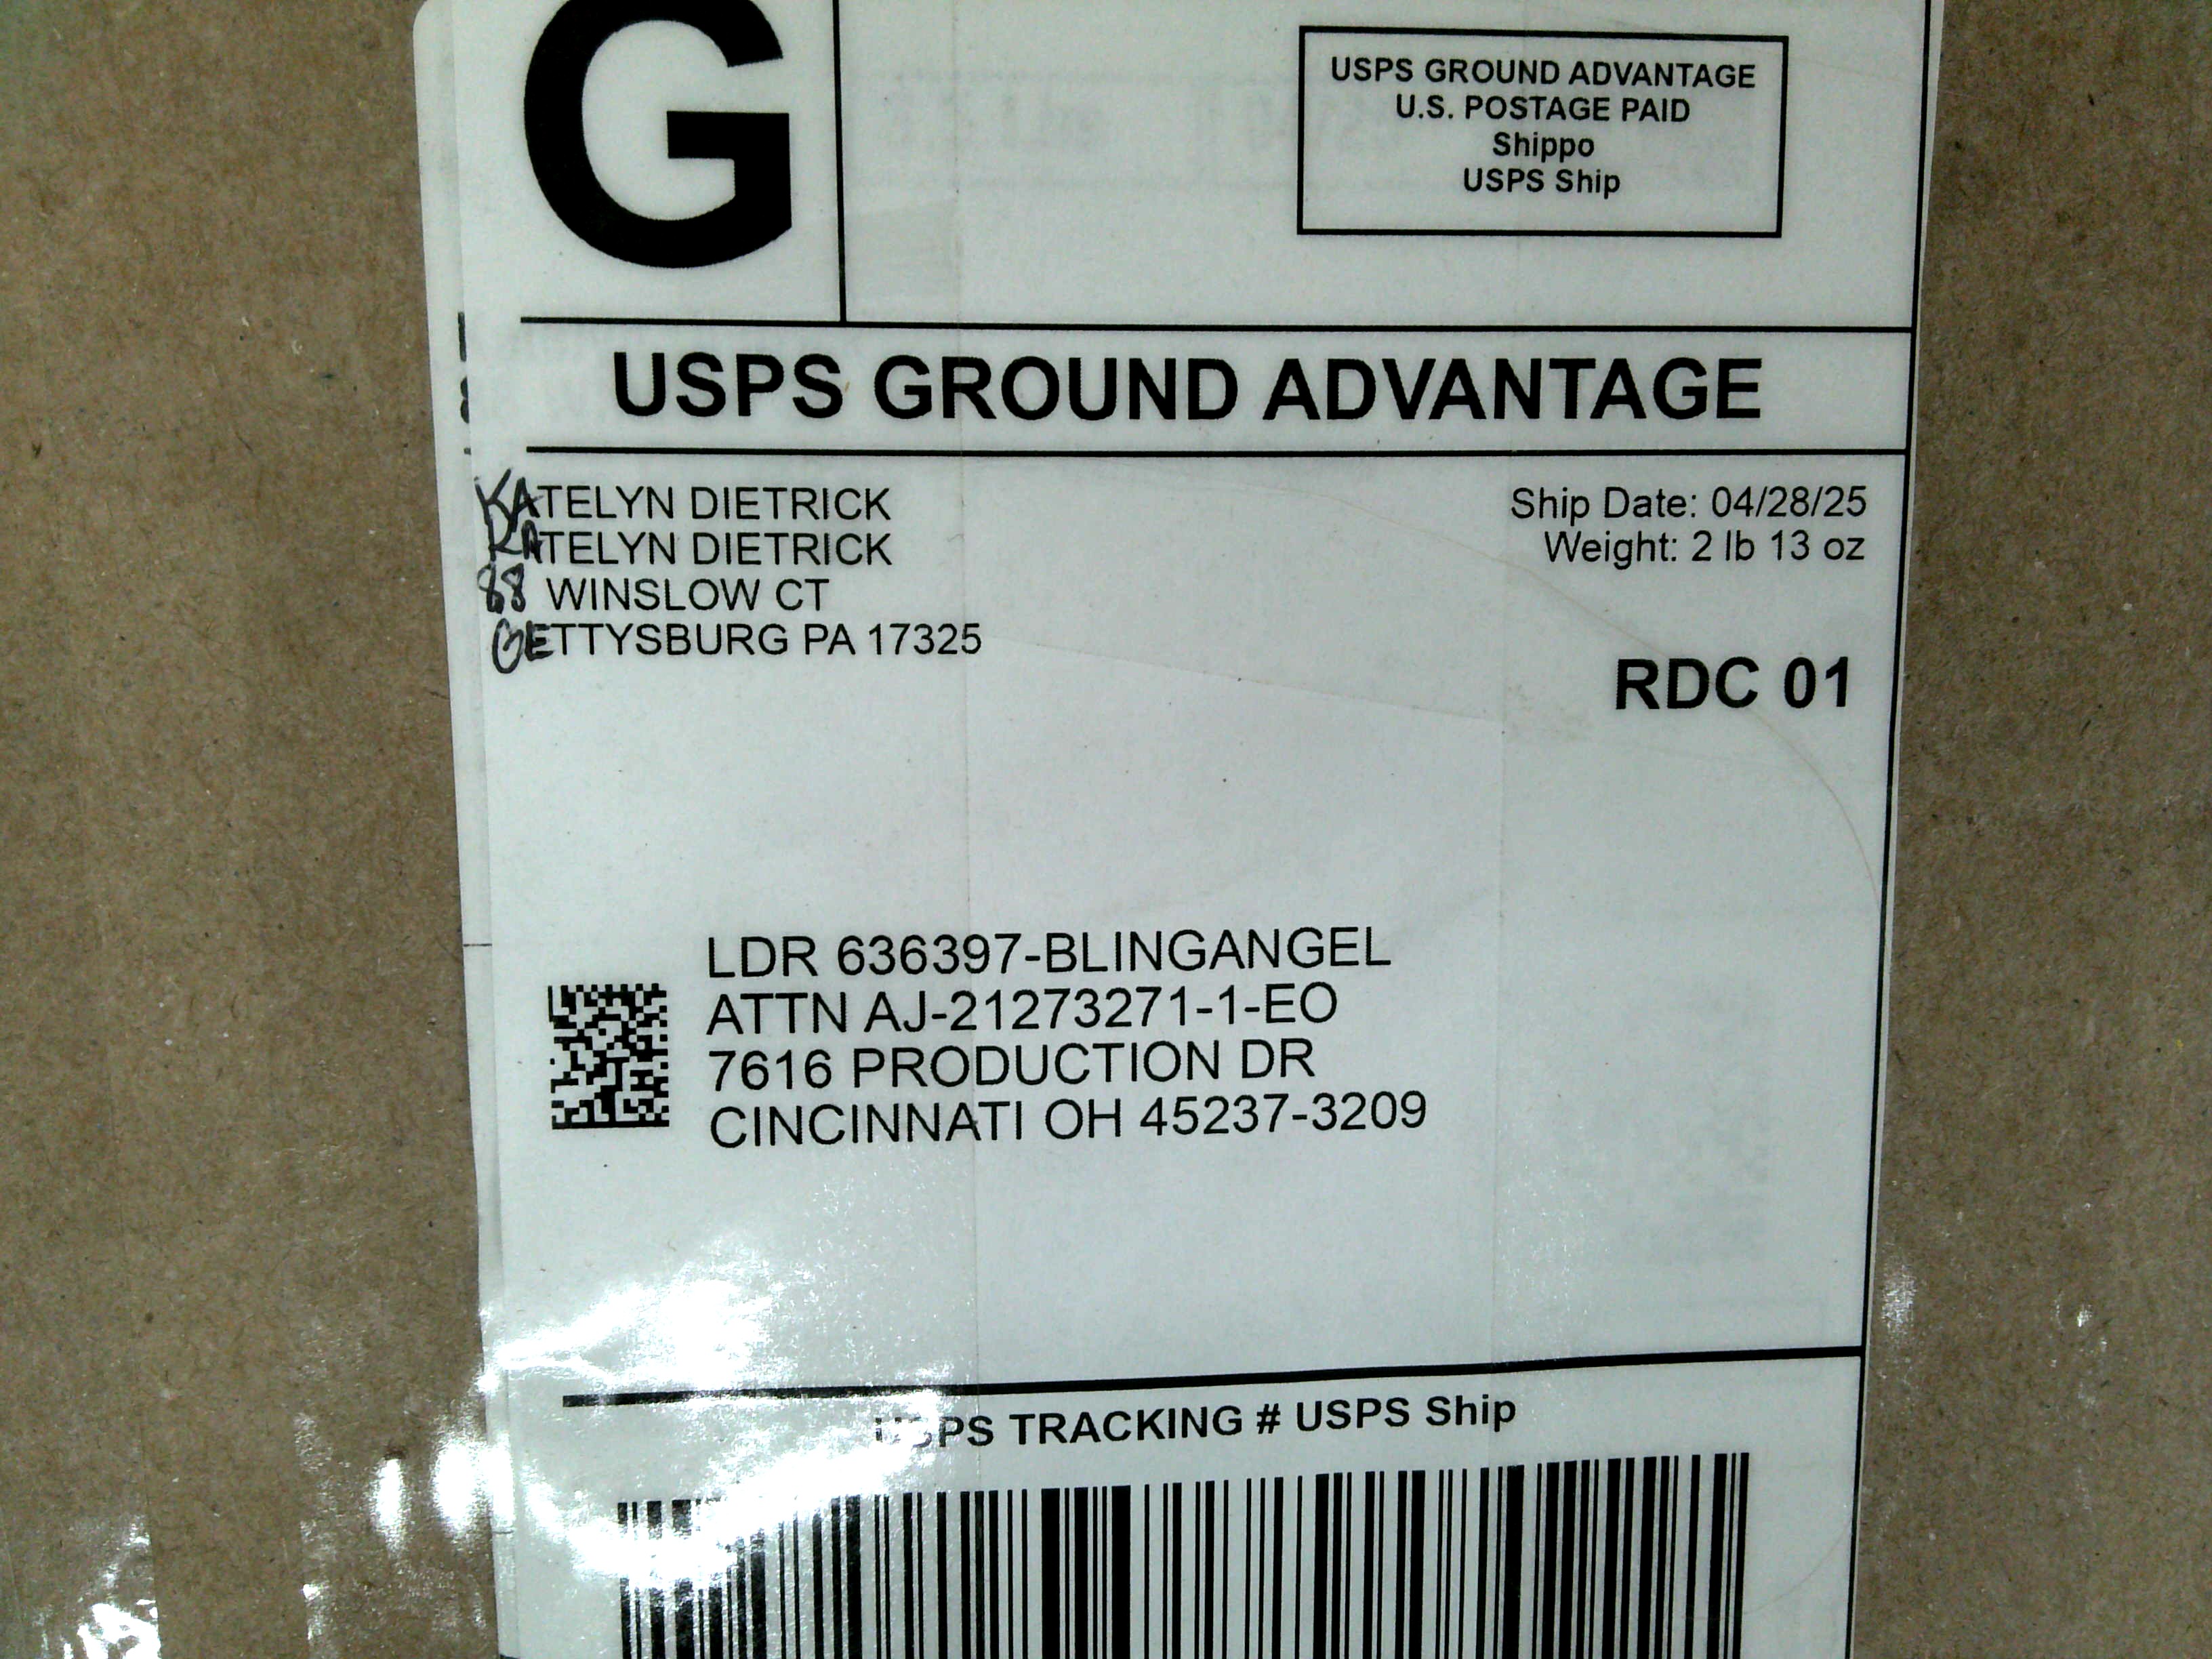 G
USPS GROUND ADVANTAGE
U.S. POSTAGE PAID
Shippo
USPS Ship
USPS GROUND ADVANTAGE
KATELYN DIETRICK
KATELYN DIETRICK
88 WINSLOW CT
GETTYSBURG PA 17325
Ship Date: 04/28/25
Weight: 2 lb 13 oz
RDC 01
LDR 636397-BLINGANGEL
ATTN AJ-21273271-1-EO
7616 PRODUCTION DR
CINCINNATI OH 45237-3209
USPS TRACKING # USPS Ship